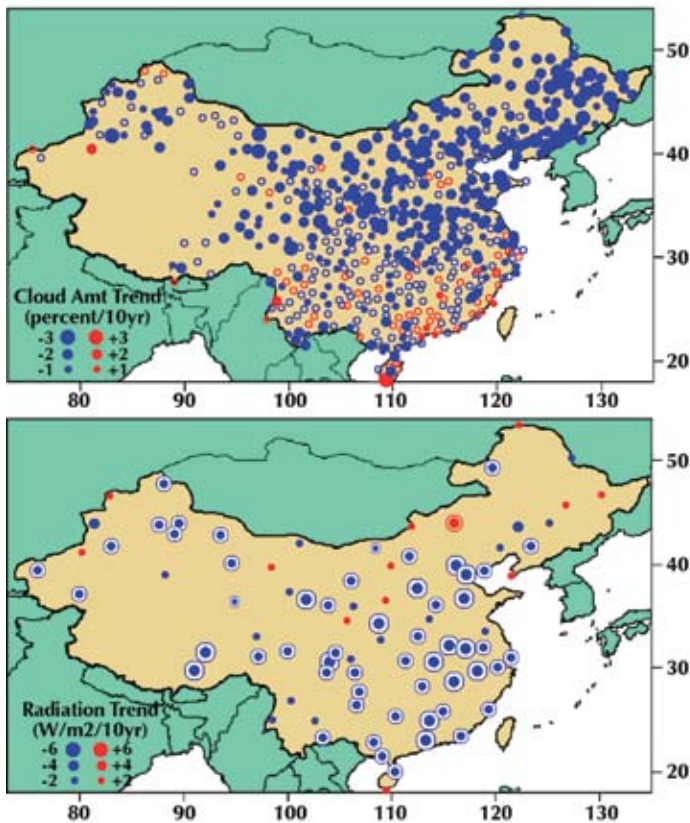 50
40
30
Cloud Amt Trend
(percent/10yr)
-3 +3
-2 +2
-1 +1
20
80 90 100 110 120 130
50
40
30
Radiation Trend
(W/m2/10yr)
-6 +6
-4 +4
-2 +2
20
80 90 100 110 120 130